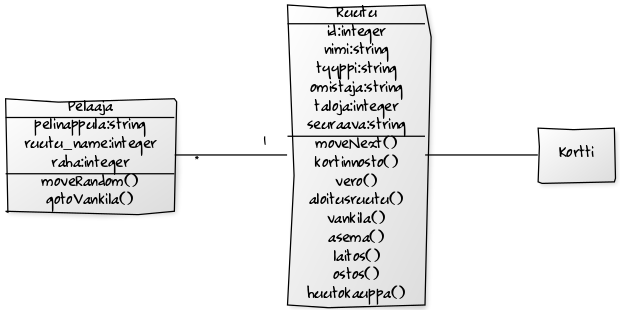 Pelaaja
pelinappula:string
ruutu_name:integer
raha:integer
moveRandom()
gotoVankila()
*
1
Ruutu
id:integer
nimi:string
tyyppi:string
omistaja:string
taloja:integer
seuraava:string
moveNext()
kortinnosto()
vero()
aloitusruutu()
vankila()
asema()
laitos()
ostos()
huutokauppa()
Kortti